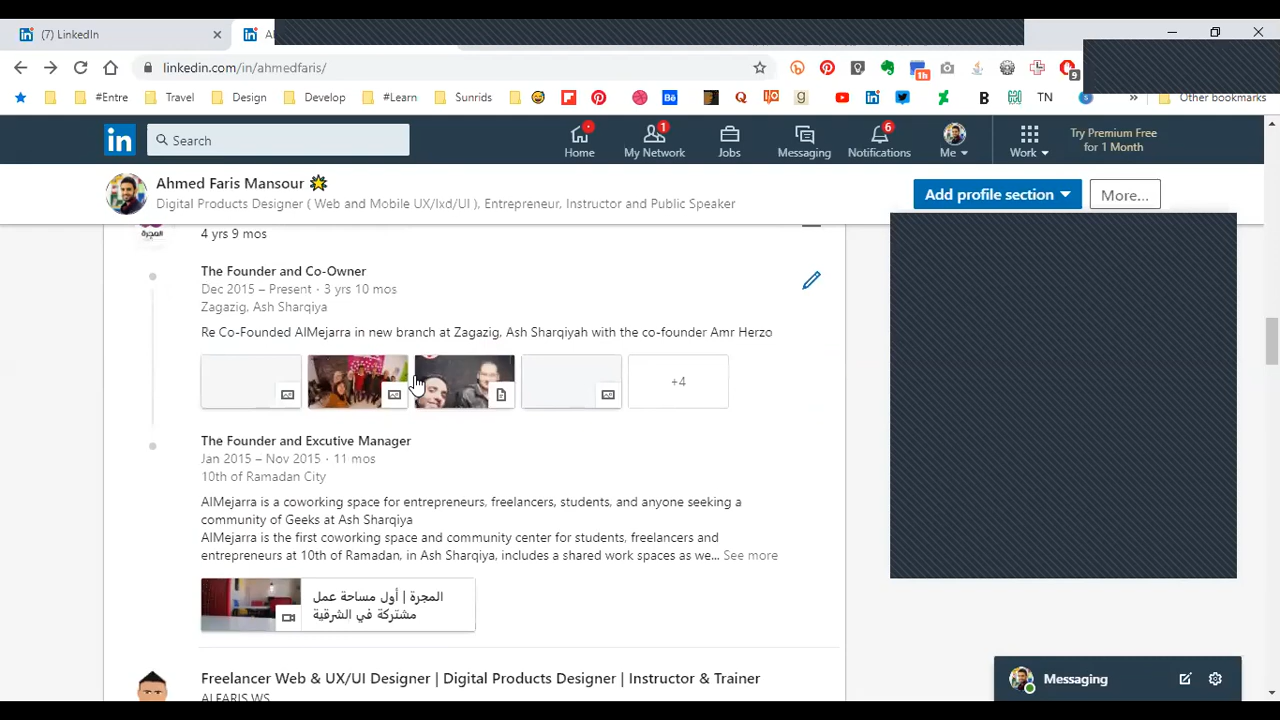 (7) LinkedIn
linkedin.com/in/ahmedfaris/
1h
9
#Entre
Travel
Design
Develop
#Learn
Sunrids
TN
Other bookmarks
Search
Home
My Network
1
Jobs
Messaging
Notifications
6
Me
Work
Try Premium Free
for 1 Month
Ahmed Faris Mansour
Digital Products Designer ( Web and Mobile UX/Ixd/UI ), Entrepreneur, Instructor and Public Speaker
Add profile section
More...
المجرة
4 yrs 9 mos
The Founder and Co-Owner
Dec 2015 – Present · 3 yrs 10 mos
Zagazig, Ash Sharqiya
Re Co-Founded AlMejarra in new branch at Zagazig, Ash Sharqiyah with the co-founder Amr Herzo
+4
The Founder and Excutive Manager
Jan 2015 – Nov 2015 · 11 mos
10th of Ramadan City
AlMejarra is a coworking space for entrepreneurs, freelancers, students, and anyone seeking a
community of Geeks at Ash Sharqiya
AlMejarra is the first coworking space and community center for students, freelancers and
entrepreneurs at 10th of Ramadan, in Ash Sharqiya, includes a shared work spaces as we... See more
المجرة | أول مساحة عمل
مشتركة في الشرقية
Freelancer Web & UX/UI Designer | Digital Products Designer | Instructor & Trainer
ALFARIS WS
Messaging